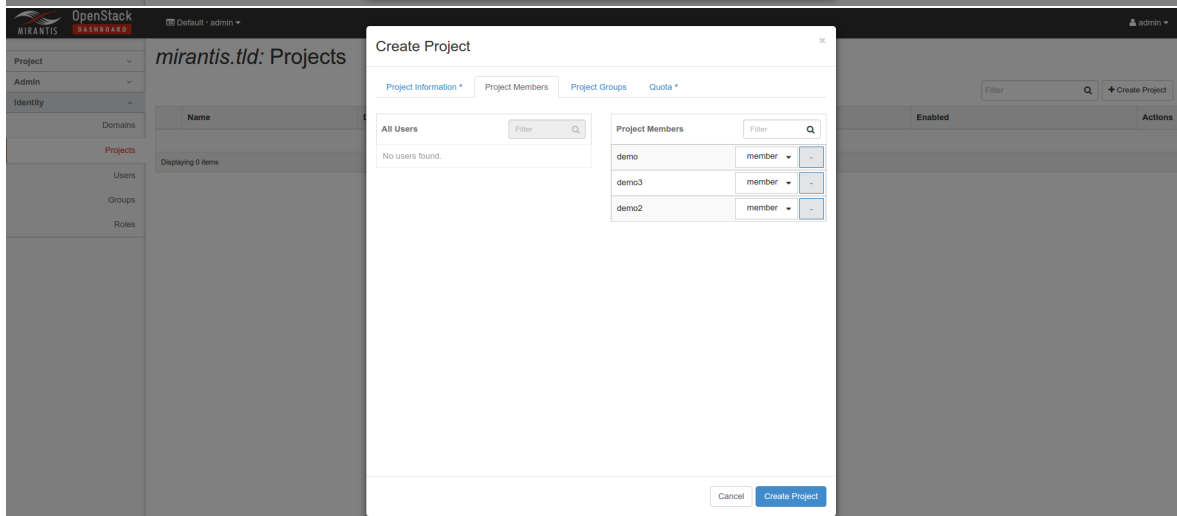 MIRANTIS
OpenStack
DASHBOARD
Default · admin
admin
Project
Admin
Identity
Domains
Projects
Users
Groups
Roles
mirantis.tld: Projects
Filter
+ Create Project
Name
D
Enabled
Actions
Displaying 0 items
Create Project
×
Project Information *
Project Members
Project Groups
Quota *
All Users
Filter
No users found.
Project Members
Filter
demo
member
-
demo3
member
-
demo2
member
-
Cancel
Create Project